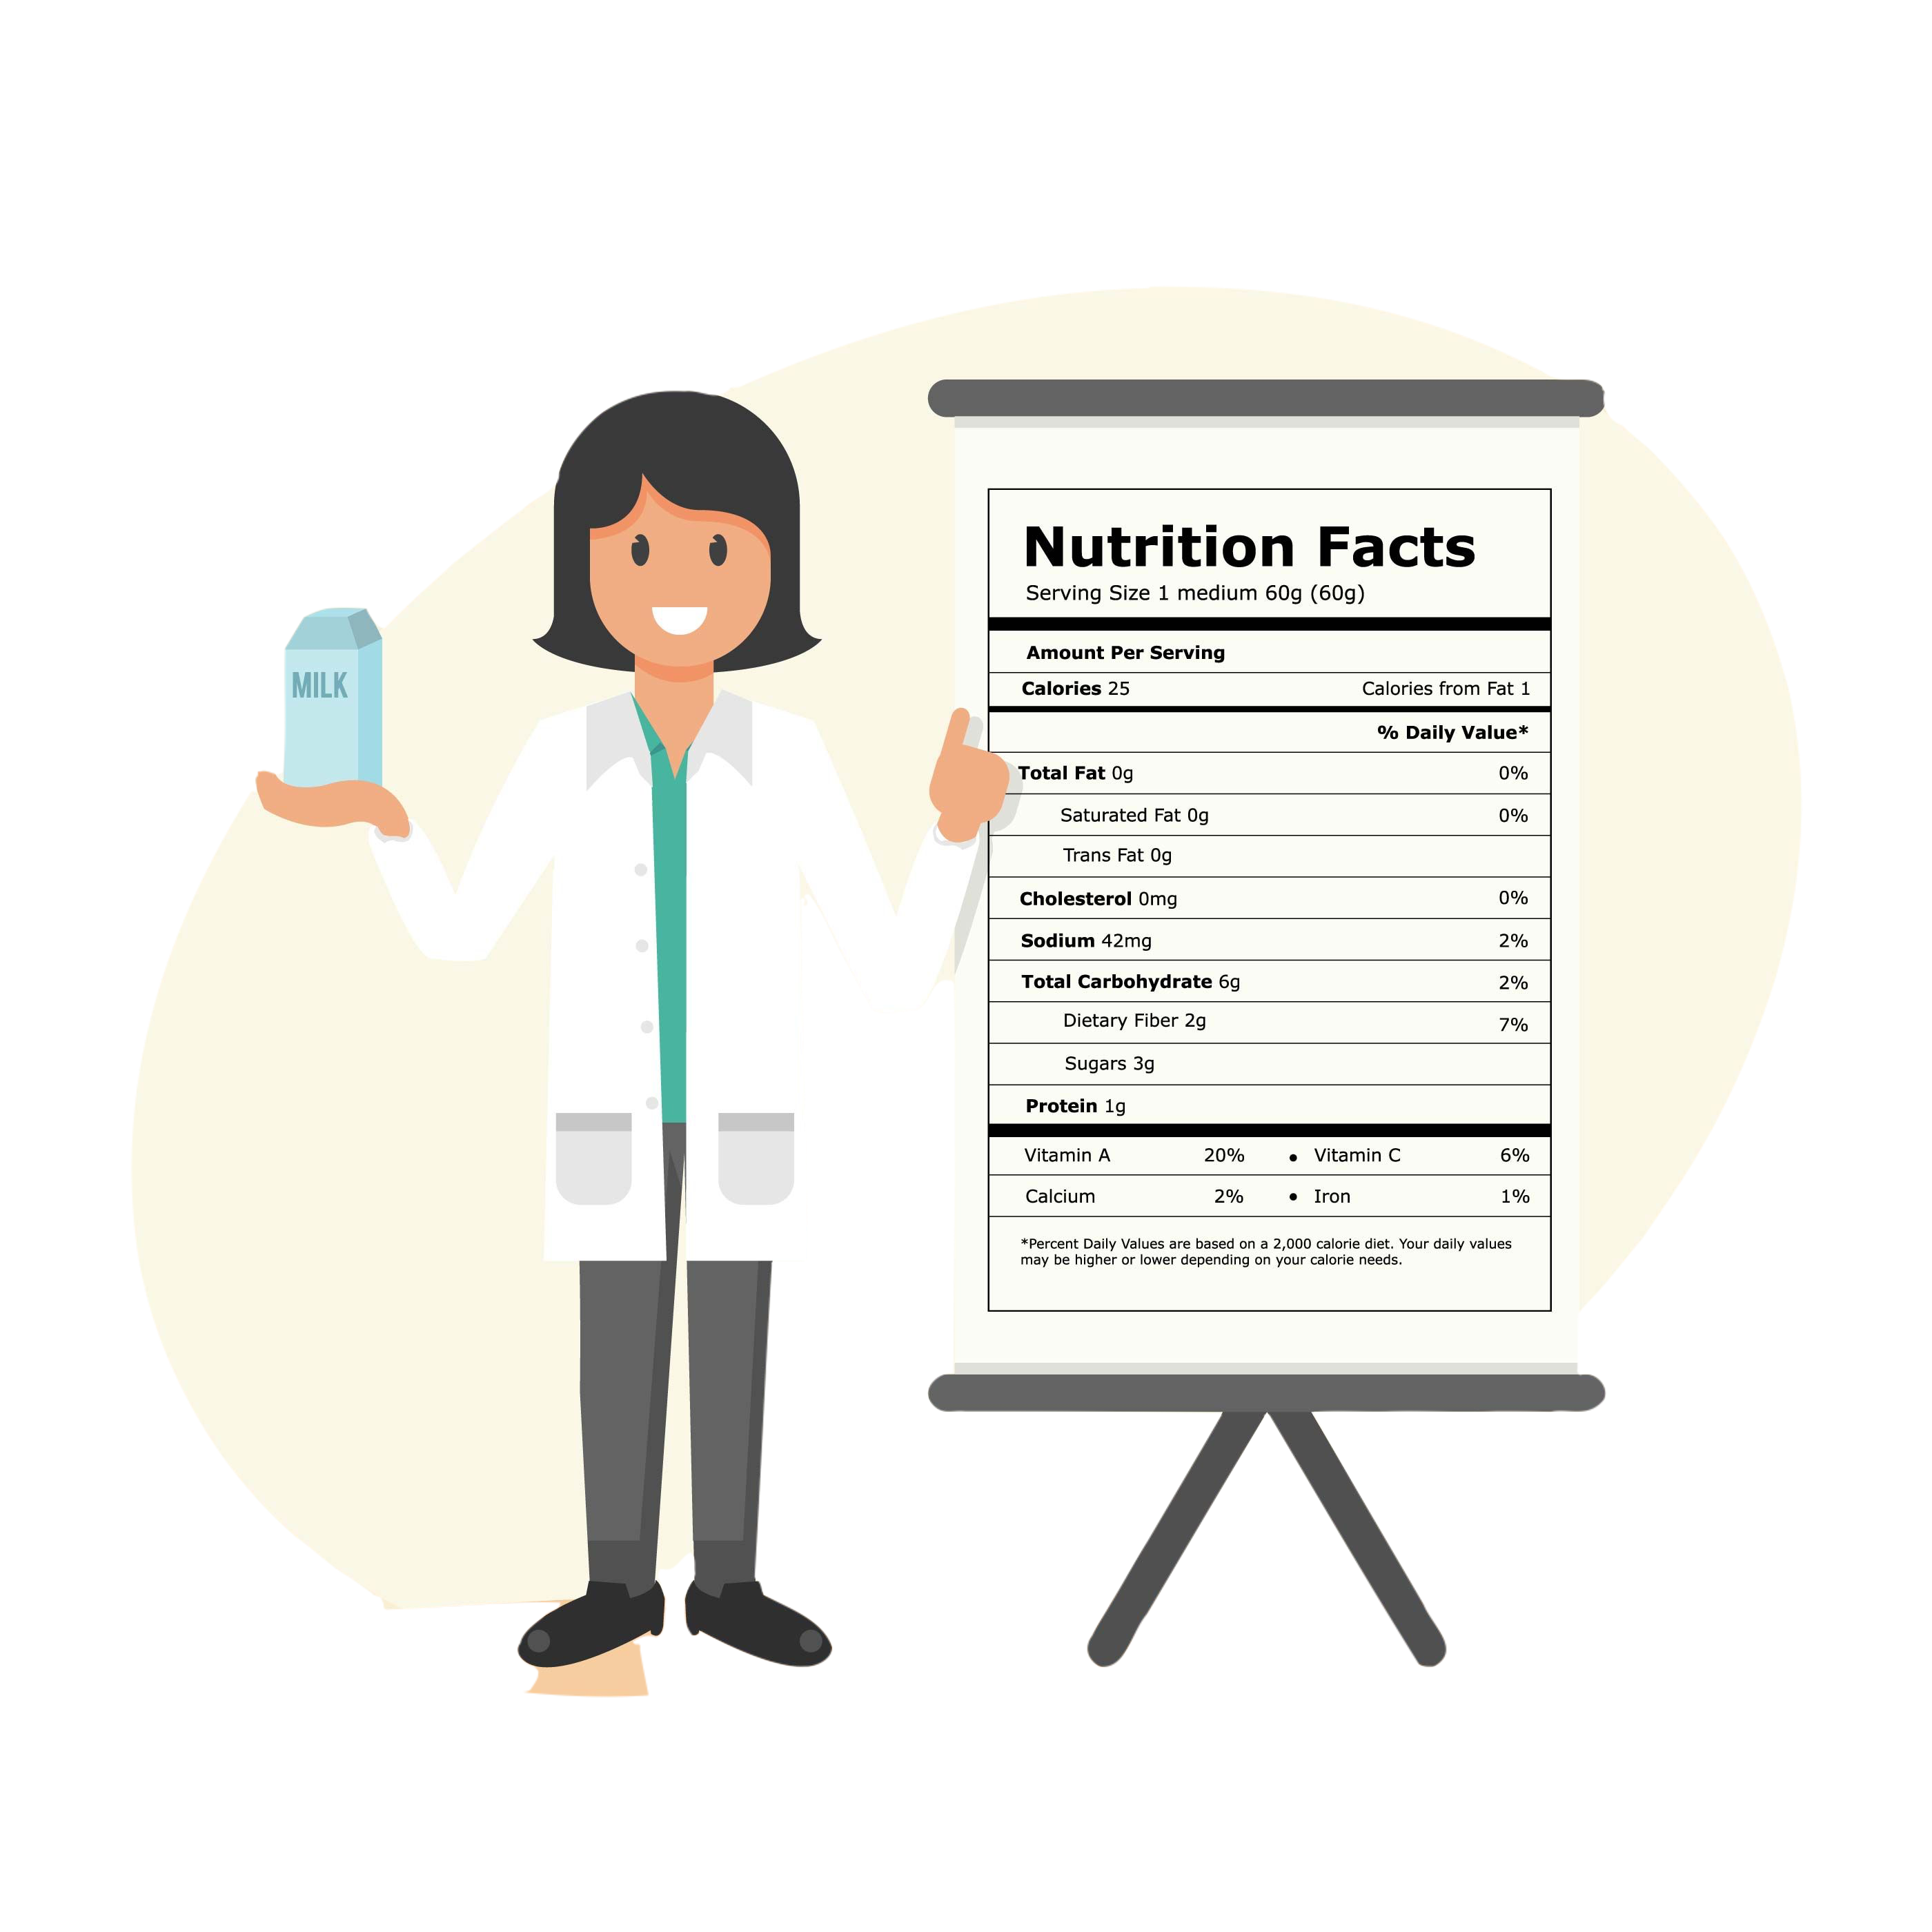 MILK
Nutrition Facts
Serving Size 1 medium 60g (60g)
Amount Per Serving
Calories 25 Calories from Fat 1
% Daily Value*
Total Fat 0g 0%
Saturated Fat 0g 0%
Trans Fat 0g
Cholesterol 0mg 0%
Sodium 42mg 2%
Total Carbohydrate 6g 2%
Dietary Fiber 2g 7%
Sugars 3g
Protein 1g
Vitamin A 20% • Vitamin C 6%
Calcium 2% • Iron 1%
*Percent Daily Values are based on a 2,000 calorie diet. Your daily values
may be higher or lower depending on your calorie needs.